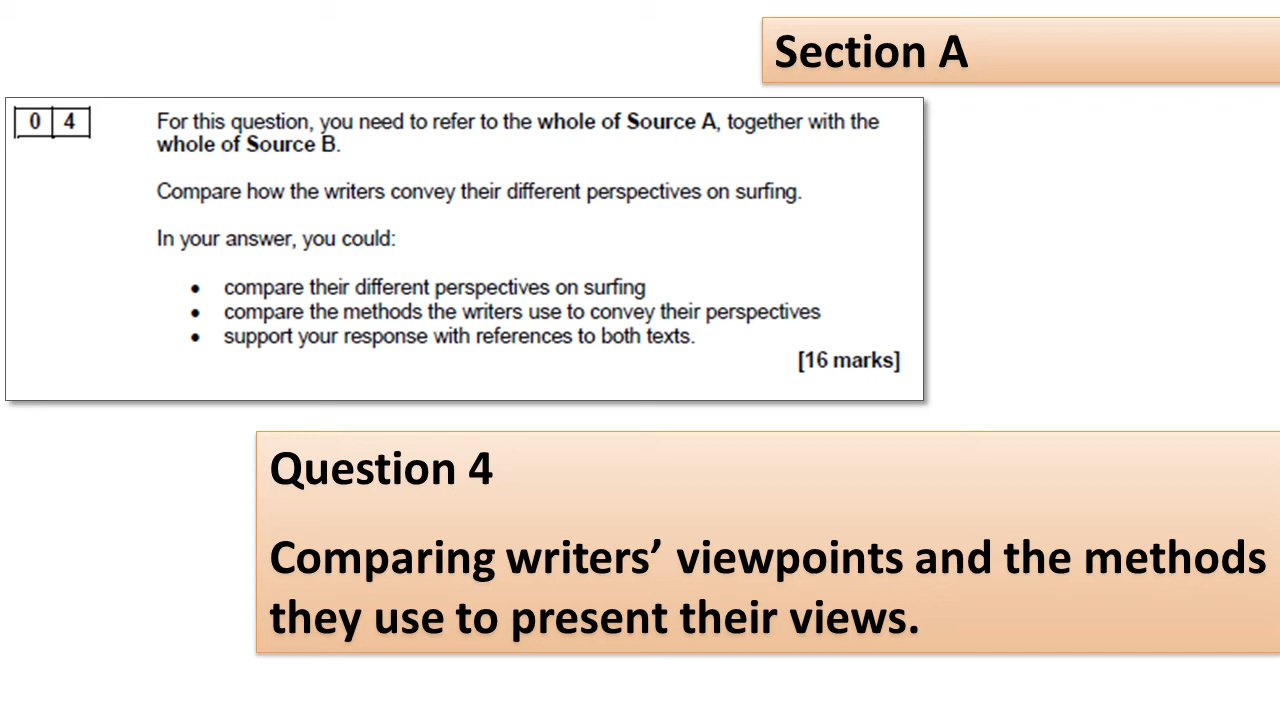 Section A
0 4
For this question, you need to refer to the whole of Source A, together with the
whole of Source B.
Compare how the writers convey their different perspectives on surfing.
In your answer, you could:
• compare their different perspectives on surfing
• compare the methods the writers use to convey their perspectives
• support your response with references to both texts.
[16 marks]
Question 4
Comparing writers’ viewpoints and the methods
they use to present their views.